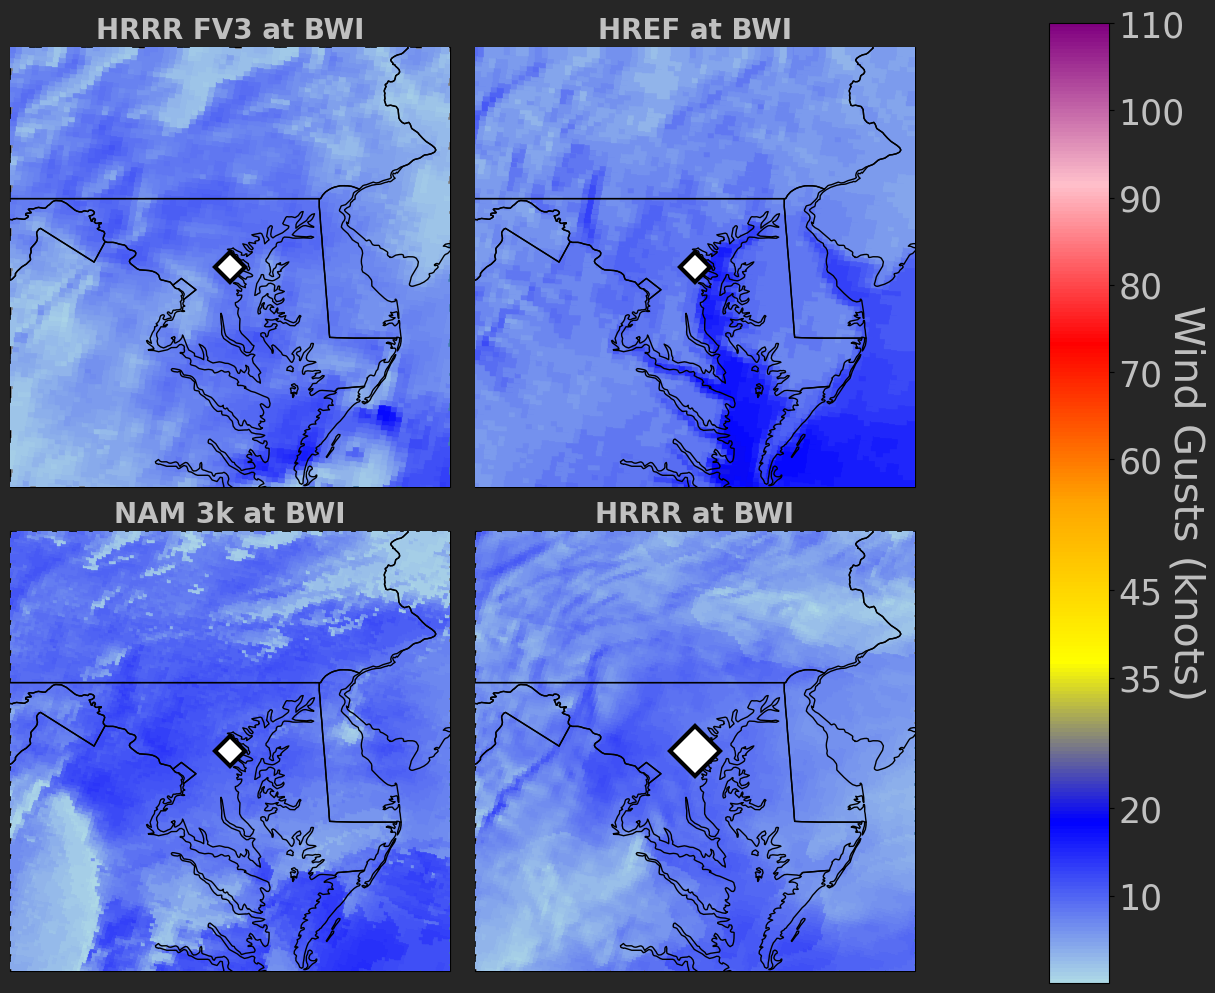 HRRR FV3 at BWI
HREF at BWI
NAM 3k at BWI
HRRR at BWI
110
100
90
80
70
60
45
35
20
10
Wind Gusts (knots)